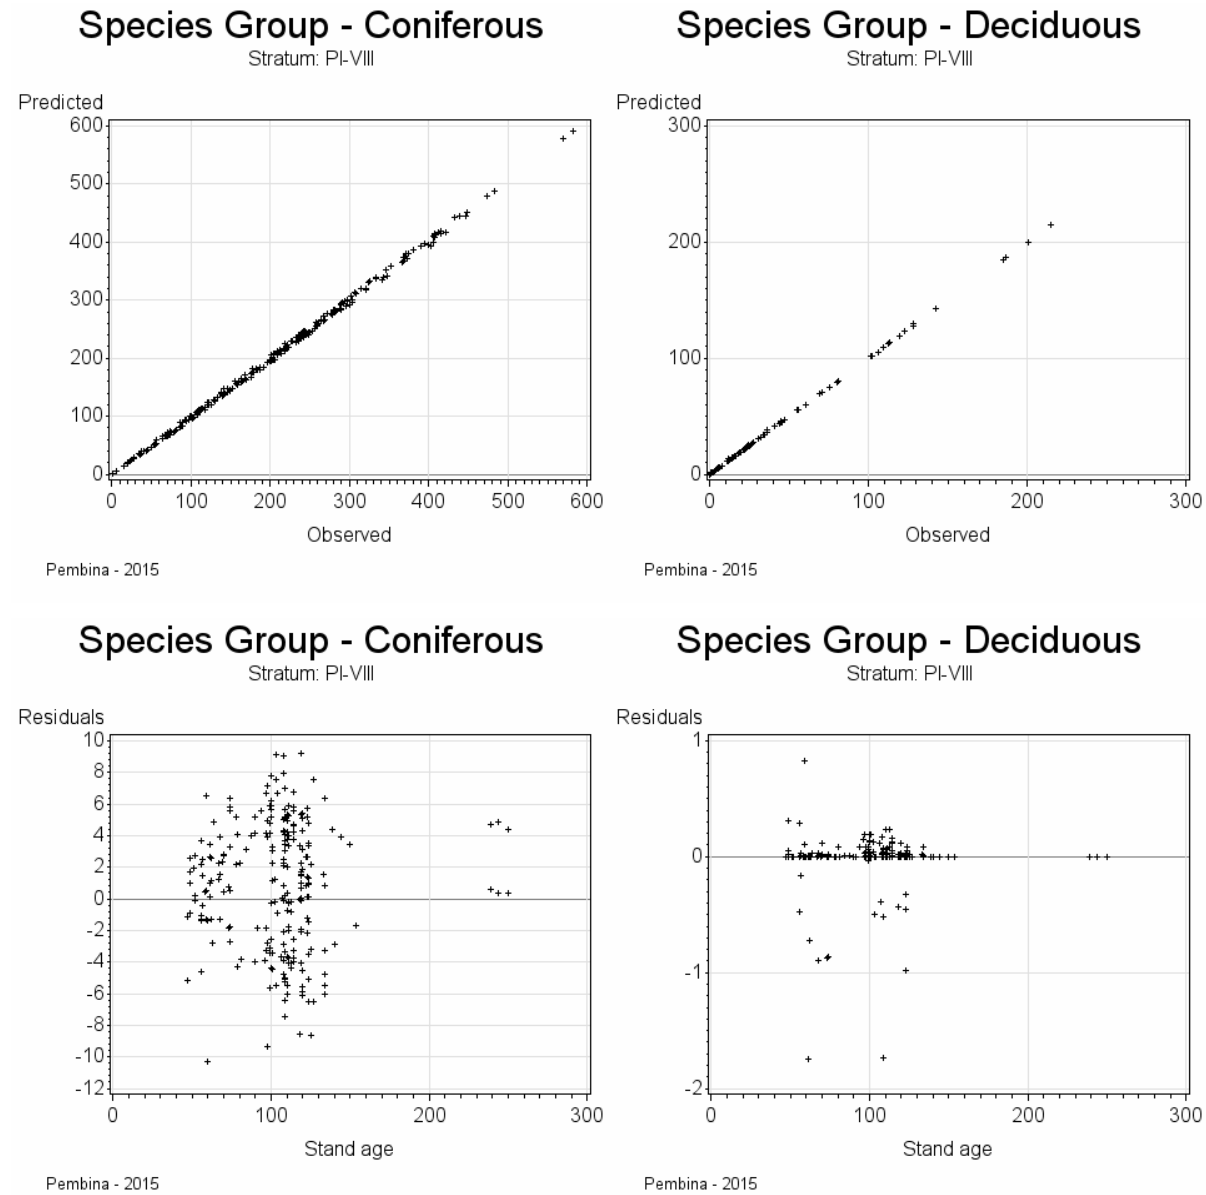 Species Group - Coniferous
Stratum: PI-VIII
Predicted
600
500
400
300
200
100
0
0 100 200 300 400 500 600
Observed
Pembina - 2015
Species Group - Deciduous
Stratum: PI-VIII
Predicted
300
200
100
0
0 100 200 300
Observed
Pembina - 2015
Species Group - Coniferous
Stratum: PI-VIII
Residuals
10
8
6
4
2
0
-2
-4
-6
-8
-10
-12
0 100 200 300
Stand age
Pembina - 2015
Species Group - Deciduous
Stratum: PI-VIII
Residuals
1
0
-1
-2
0 100 200 300
Stand age
Pembina - 2015